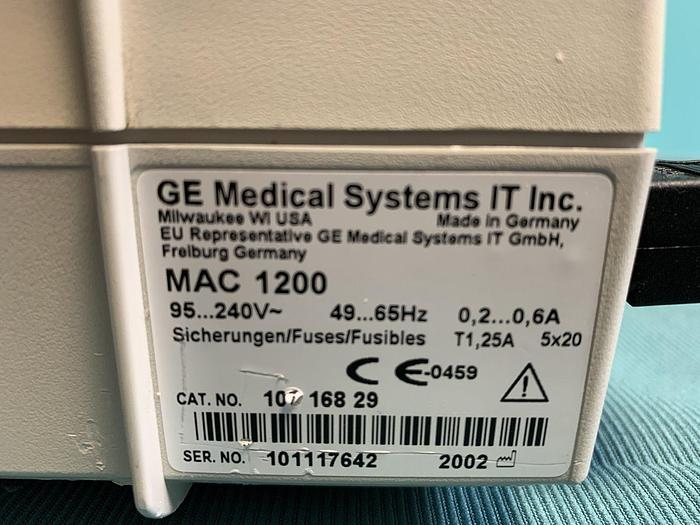 GE Medical Systems IT Inc.
Milwaukee WI USA Made in Germany
EU Representative GE Medical Systems IT GmbH,
Freiburg Germany
MAC 1200
95...240V~ 49...65Hz 0,2...0,6A
Sicherungen/Fuses/Fusibles T1,25A 5x20
CE-0459
CAT. NO. 168 29
SER. NO. 101117642 2002